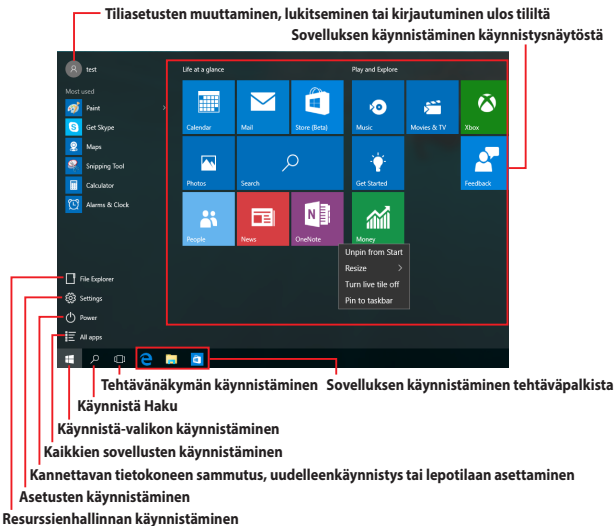 Tiliasetusten muuttaminen, lukitseminen tai kirjautuminen ulos tililtä
Sovelluksen käynnistäminen käynnistysnäytöstä
test
Life at a glance
Play and Explore
Most used
Paint
Get Skype
Maps
Snipping Tool
Calculator
Alarms & Clock
Calendar
Mail
Store (Beta)
Music
Movies & TV
Xbox
Photos
Search
Get Started
Feedback
People
News
OneNote
Money
Unpin from Start
Resize
Turn live tile off
Pin to taskbar
File Explorer
Settings
Power
All apps
Tehtävänäkymän käynnistäminen
Sovelluksen käynnistäminen tehtäväpalkista
Käynnistä Haku
Käynnistä-valikon käynnistäminen
Kaikkien sovellusten käynnistäminen
Kannettavan tietokoneen sammutus, uudelleenkäynnistys tai lepotilaan asettaminen
Asetusten käynnistäminen
Resurssienhallinnan käynnistäminen